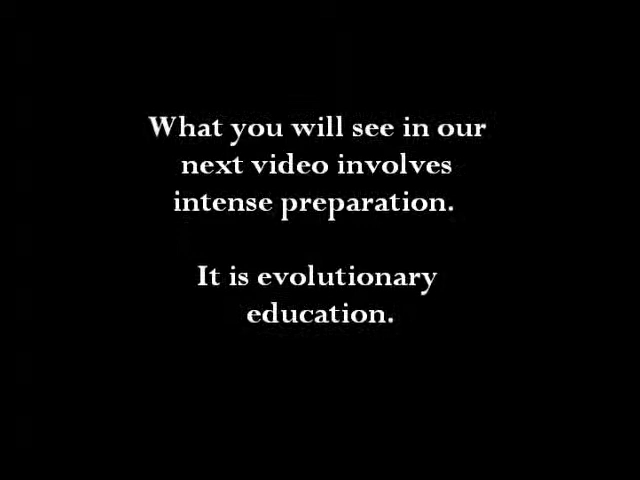 What you will see in our
next video involves
intense preparation.
It is evolutionary
education.